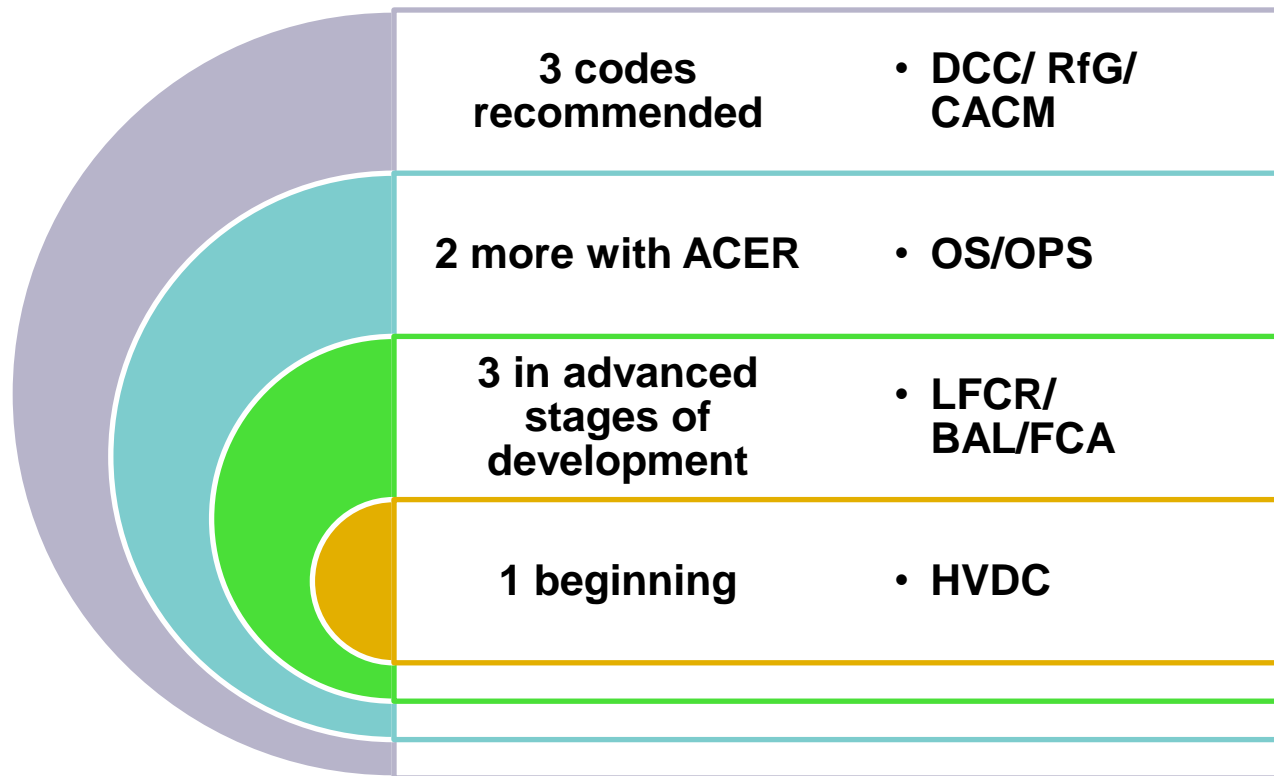 3 codes
recommended
• DCC/ RfG/
CACM
2 more with ACER
• OS/OPS
3 in advanced
stages of
development
• LFCR/
BAL/FCA
1 beginning
• HVDC